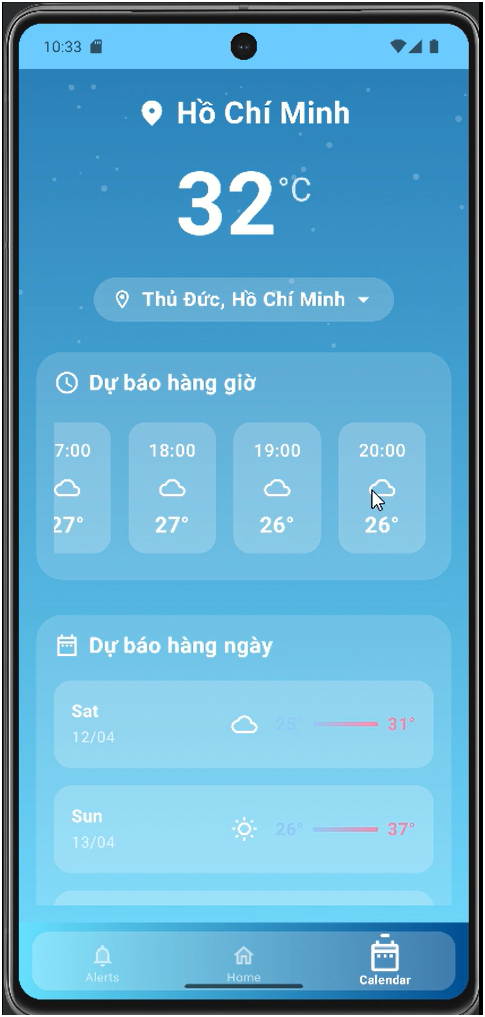 10:33
Hồ Chí Minh
32°C
Thủ Đức, Hồ Chí Minh
Dự báo hàng giờ
7:00 18:00 19:00 20:00
27° 27° 26° 26°
Dự báo hàng ngày
Sat
25° 31°
12/04
Sun
26° 37°
13/04
Alerts Home Calendar